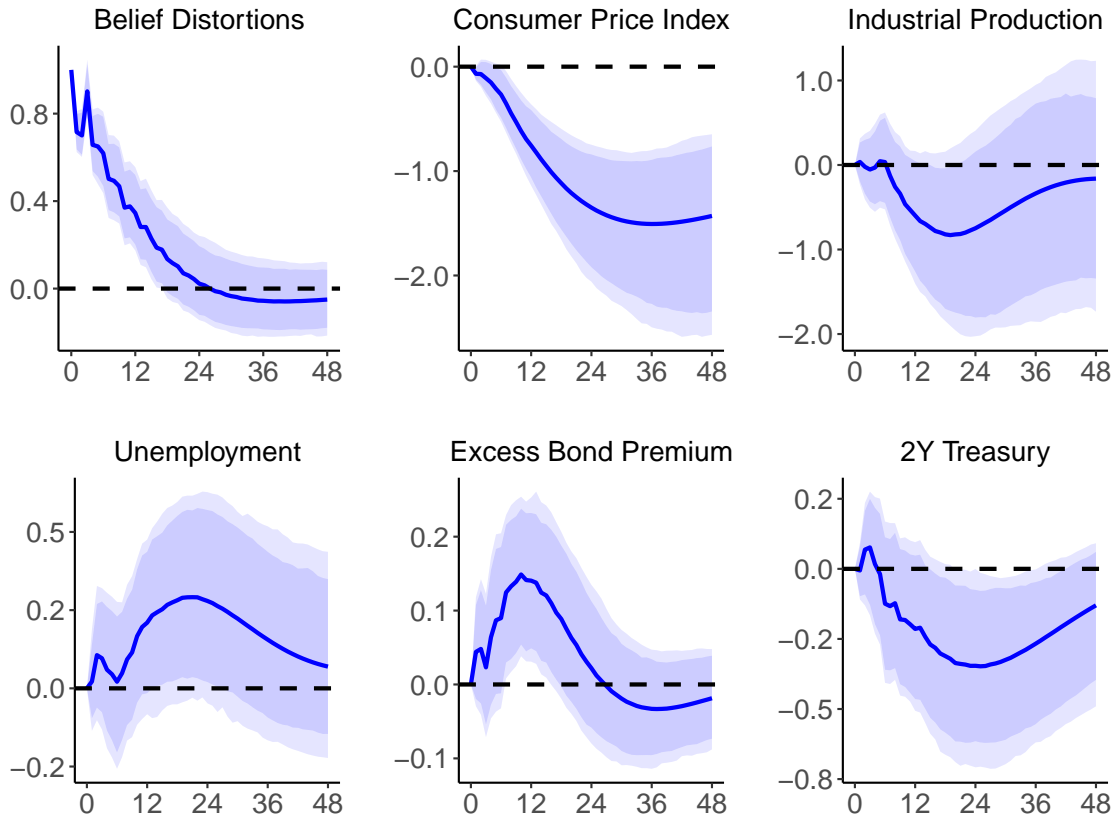 Belief Distortions
Consumer Price Index
Industrial Production
0.8
0.4
0.0
0 12 24 36 48
0.0
−1.0
−2.0
0 12 24 36 48
1.0
0.0
−1.0
−2.0
0 12 24 36 48
Unemployment
Excess Bond Premium
2Y Treasury
0.5
0.2
0.0
−0.2
0 12 24 36 48
0.2
0.1
0.0
−0.1
0 12 24 36 48
0.2
0.0
−0.2
−0.5
−0.8
0 12 24 36 48